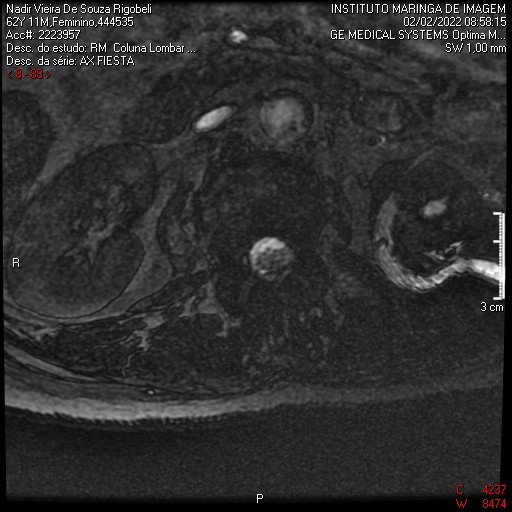 Nadir Vieira De Souza Rigobeli
62Y 11M,Feminino,444535
Acc#: 2223957
Desc. do estudo: RM Coluna Lombar ...
Desc. da série: AX FIESTA
< 8 - 88 >
INSTITUTO MARINGA DE IMAGEM
02/02/2022 08:58:15
GE MEDICAL SYSTEMS Optima M...
SW 1,00 mm
R
3 cm
P
C 4237
W 8474